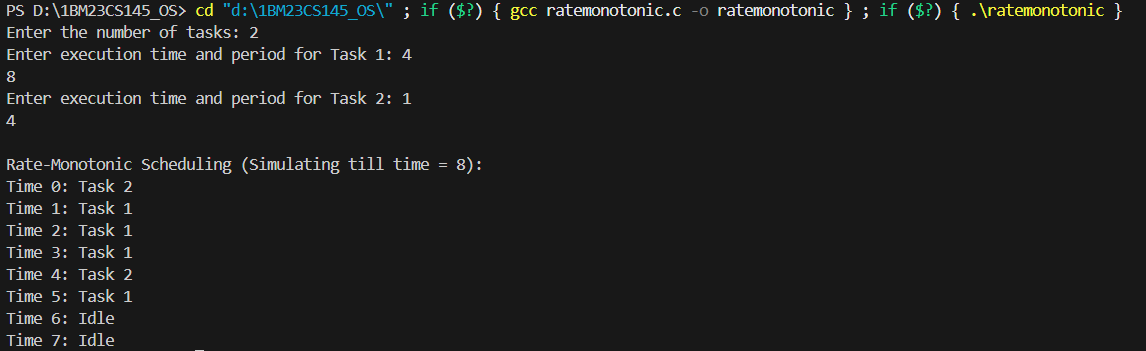 PS D:\1BM23CS145_OS> cd "d:\1BM23CS145_OS\" ; if ($?) { gcc ratemonotonic.c -o ratemonotonic } ; if ($?) { .\ratemonotonic }
Enter the number of tasks: 2
Enter execution time and period for Task 1: 4
8
Enter execution time and period for Task 2: 1
4

Rate-Monotonic Scheduling (Simulating till time = 8):
Time 0: Task 2
Time 1: Task 1
Time 2: Task 1
Time 3: Task 1
Time 4: Task 2
Time 5: Task 1
Time 6: Idle
Time 7: Idle